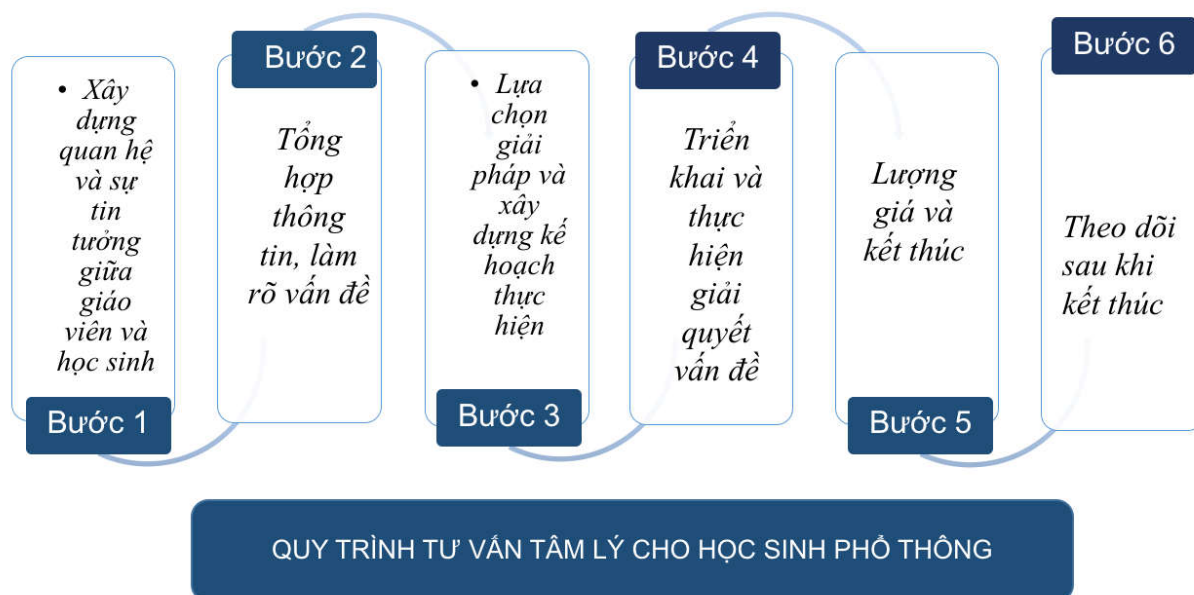 • Xây
dựng
quan hệ
và sự
tin
tưởng
giữa
giáo
viên và
học sinh
Bước 1
Bước 2
Tổng
hợp
thông
tin, làm
rõ vấn đề
• Lựa
chọn
giải
pháp và
xây
dựng kế
hoạch
thực
hiện
Bước 3
Bước 4
Triển
khai và
thực
hiện
giải
quyết
vấn đề
Lượng
giá và
kết thúc
Bước 5
Bước 6
Theo dõi
sau khi
kết thúc
QUY TRÌNH TƯ VẤN TÂM LÝ CHO HỌC SINH PHỔ THÔNG